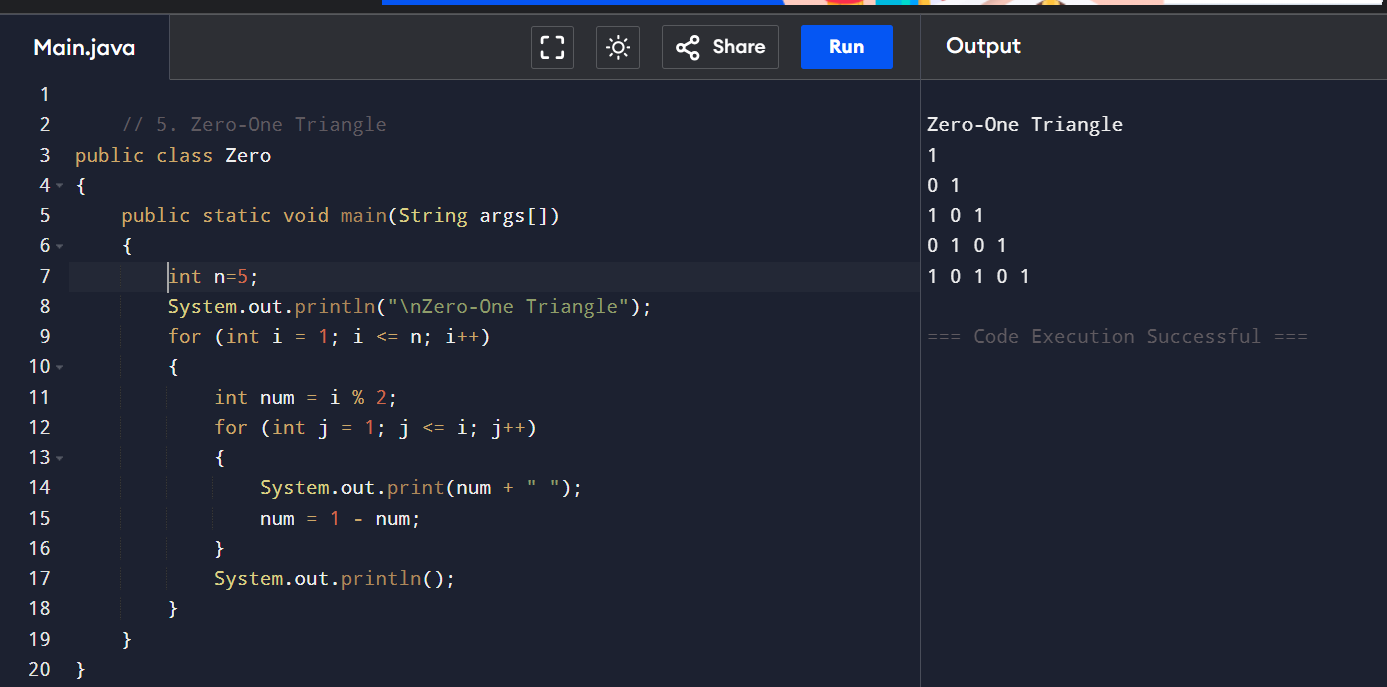 Main.java
Share
Run
Output
1
2 // 5. Zero-One Triangle
3 public class Zero
4 {
5 public static void main(String args[])
6 {
7 int n=5;
8 System.out.println("\nZero-One Triangle");
9 for (int i = 1; i <= n; i++)
10 {
11 int num = i % 2;
12 for (int j = 1; j <= i; j++)
13 {
14 System.out.print(num + " ");
15 num = 1 - num;
16 }
17 System.out.println();
18 }
19 }
20 }
Zero-One Triangle
1
0 1
1 0 1
0 1 0 1
1 0 1 0 1
=== Code Execution Successful ===